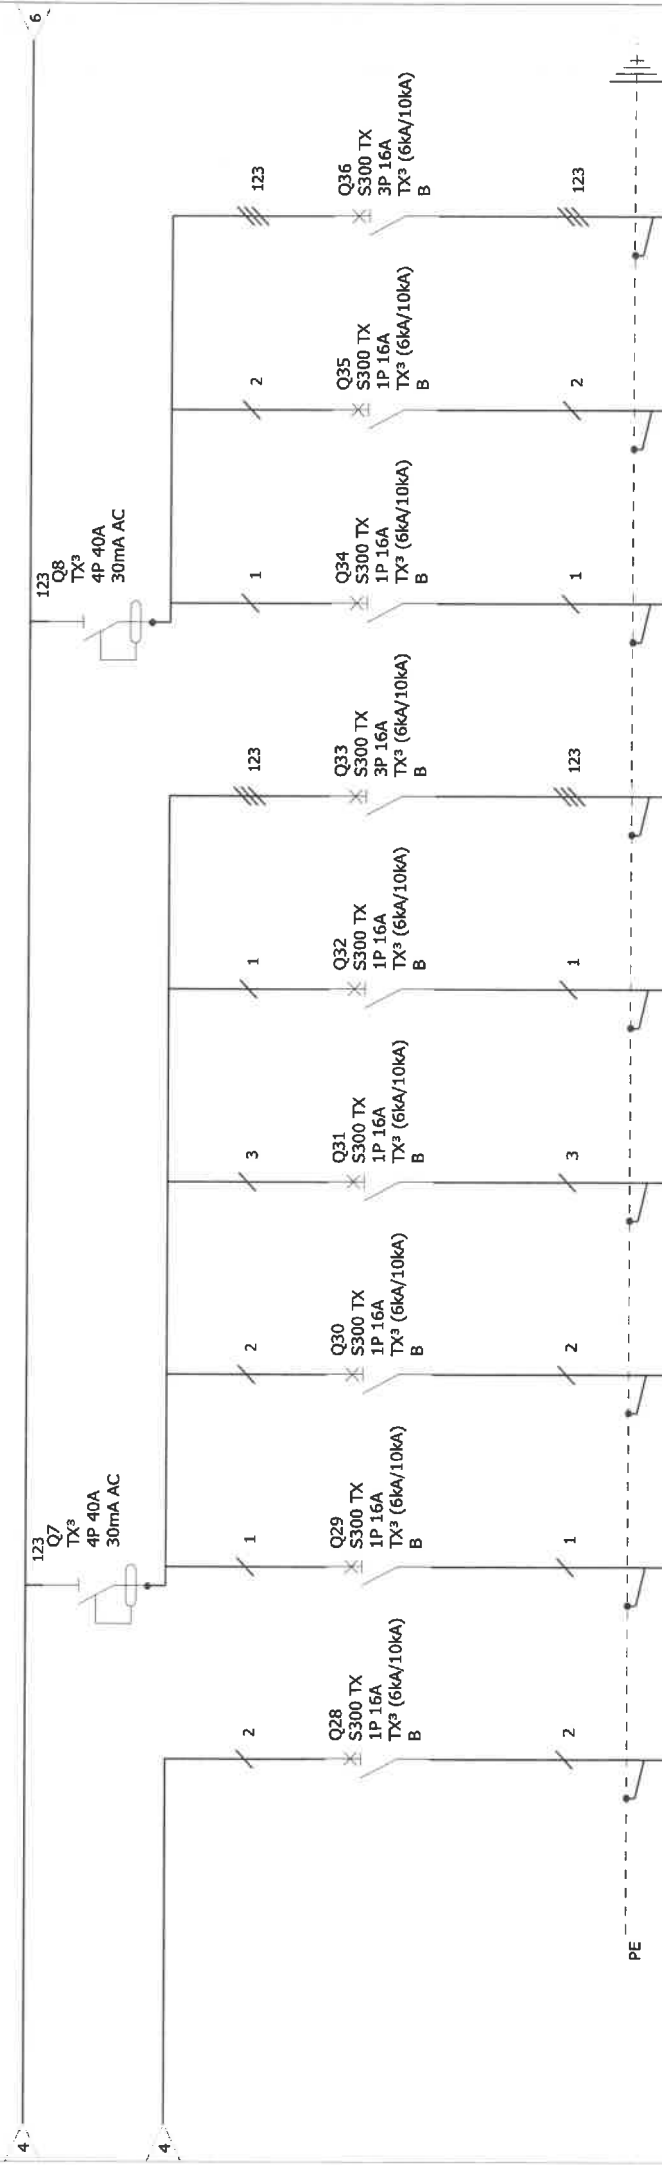 4
6
123
Q7
TX³
4P 40A
30mA AC
123
Q8
TX³
4P 40A
30mA AC
4
2
1
2
3
1
123
1
2
123
Q28
S300 TX
1P 16A
TX³ (6kA/10kA)
B
Q29
S300 TX
1P 16A
TX³ (6kA/10kA)
B
Q30
S300 TX
1P 16A
TX³ (6kA/10kA)
B
Q31
S300 TX
1P 16A
TX³ (6kA/10kA)
B
Q32
S300 TX
1P 16A
TX³ (6kA/10kA)
B
Q33
S300 TX
3P 16A
TX³ (6kA/10kA)
B
Q34
S300 TX
1P 16A
TX³ (6kA/10kA)
B
Q35
S300 TX
1P 16A
TX³ (6kA/10kA)
B
Q36
S300 TX
3P 16A
TX³ (6kA/10kA)
B
2
1
2
3
1
123
1
2
123
PE